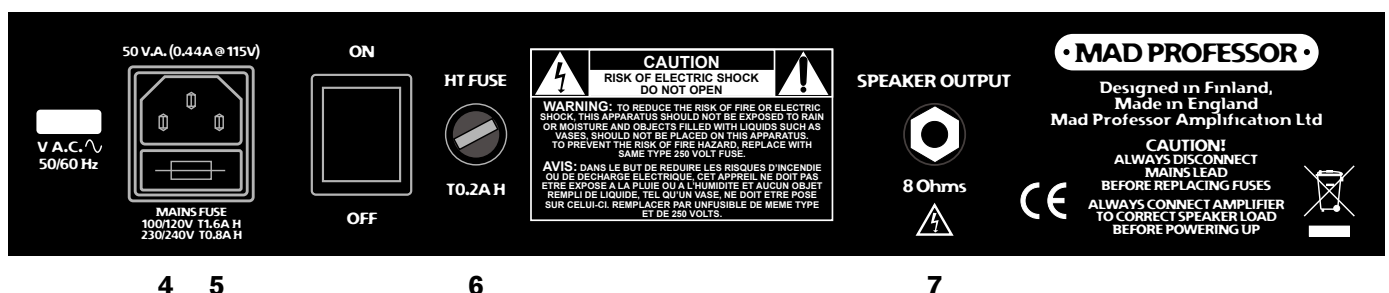 50 V.A. (0.44A @ 115V)
V A.C.
50/60 Hz
MAINS FUSE
100/120V T1.6A H
230/240V T0.8A H
ON
OFF
HT FUSE
T0.2A H
CAUTION
RISK OF ELECTRIC SHOCK
DO NOT OPEN
WARNING: TO REDUCE THE RISK OF FIRE OR ELECTRIC
SHOCK, THIS APPARATUS SHOULD NOT BE EXPOSED TO RAIN
OR MOISTURE AND OBJECTS FILLED WITH LIQUIDS SUCH AS
VASES, SHOULD NOT BE PLACED ON THIS APPARATUS.
TO PREVENT THE RISK OF FIRE HAZARD, REPLACE WITH
SAME TYPE 250 VOLT FUSE.
AVIS: DANS LE BUT DE REDUIRE LES RISQUES D'INCENDIE
OU DE DECHARGE ELECTRIQUE, CET APPREIL NE DOIT PAS
ETRE EXPOSE A LA PLUIE OU A L'HUMIDITE ET AUCUN OBJET
REMPLI DE LIQUIDE, TEL QU'UN VASE, NE DOIT ETRE POSE
SUR CELUI-CI. REMPLACER PAR UNFUSIBLE DE MEME TYPE
ET DE 250 VOLTS.
SPEAKER OUTPUT
8 Ohms
• MAD PROFESSOR •
Designed in Finland,
Made in England
Mad Professor Amplification Ltd
CAUTION!
ALWAYS DISCONNECT
MAINS LEAD
BEFORE REPLACING FUSES
ALWAYS CONNECT AMPLIFIER
TO CORRECT SPEAKER LOAD
BEFORE POWERING UP
CE
4 5 6 7